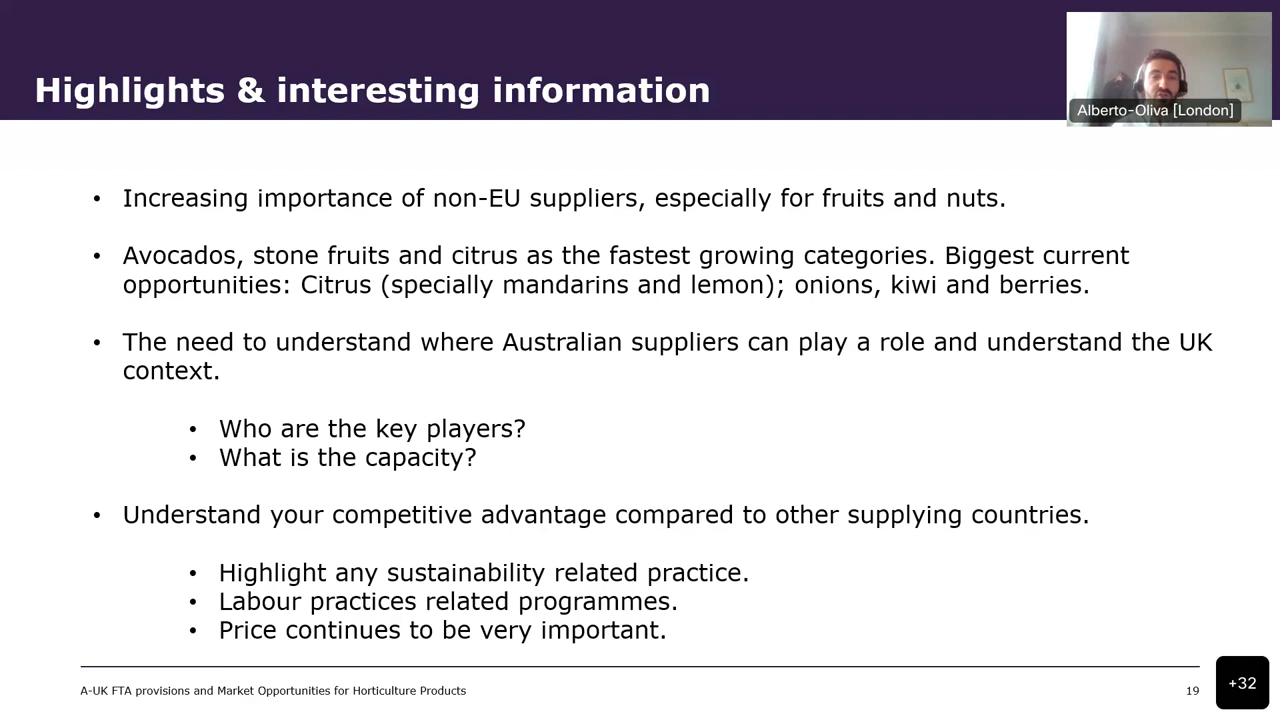 Highlights & interesting information
Alberto-Oliva [London]
• Increasing importance of non-EU suppliers, especially for fruits and nuts.
• Avocados, stone fruits and citrus as the fastest growing categories. Biggest current
opportunities: Citrus (specially mandarins and lemon); onions, kiwi and berries.
• The need to understand where Australian suppliers can play a role and understand the UK
context.
• Who are the key players?
• What is the capacity?
• Understand your competitive advantage compared to other supplying countries.
• Highlight any sustainability related practice.
• Labour practices related programmes.
• Price continues to be very important.
A-UK FTA provisions and Market Opportunities for Horticulture Products
19
+32